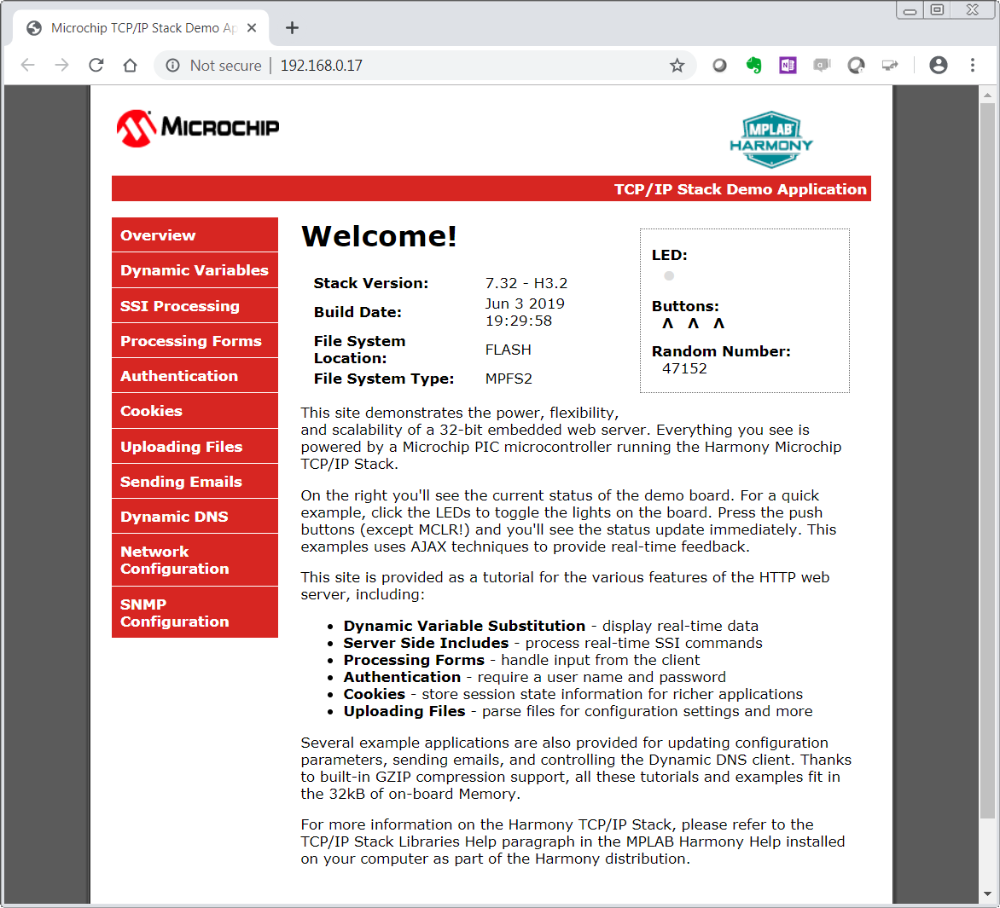 Microchip TCP/IP Stack Demo Ap
Not secure | 192.168.0.17
MICROCHIP
MPLAB
HARMONY
TCP/IP Stack Demo Application
Overview
Dynamic Variables
SSI Processing
Processing Forms
Authentication
Cookies
Uploading Files
Sending Emails
Dynamic DNS
Network
Configuration
SNMP
Configuration
Welcome!
Stack Version: 7.32 - H3.2
Build Date: Jun 3 2019
19:29:58
File System
Location: FLASH
File System Type: MPFS2
LED:
Buttons:
Λ Λ Λ
Random Number:
47152
This site demonstrates the power, flexibility,
and scalability of a 32-bit embedded web server. Everything you see is
powered by a Microchip PIC microcontroller running the Harmony Microchip
TCP/IP Stack.
On the right you'll see the current status of the demo board. For a quick
example, click the LEDs to toggle the lights on the board. Press the push
buttons (except MCLR!) and you'll see the status update immediately. This
examples uses AJAX techniques to provide real-time feedback.
This site is provided as a tutorial for the various features of the HTTP web
server, including:
• Dynamic Variable Substitution - display real-time data
• Server Side Includes - process real-time SSI commands
• Processing Forms - handle input from the client
• Authentication - require a user name and password
• Cookies - store session state information for richer applications
• Uploading Files - parse files for configuration settings and more
Several example applications are also provided for updating configuration
parameters, sending emails, and controlling the Dynamic DNS client. Thanks
to built-in GZIP compression support, all these tutorials and examples fit in
the 32kB of on-board Memory.
For more information on the Harmony TCP/IP Stack, please refer to the
TCP/IP Stack Libraries Help paragraph in the MPLAB Harmony Help installed
on your computer as part of the Harmony distribution.